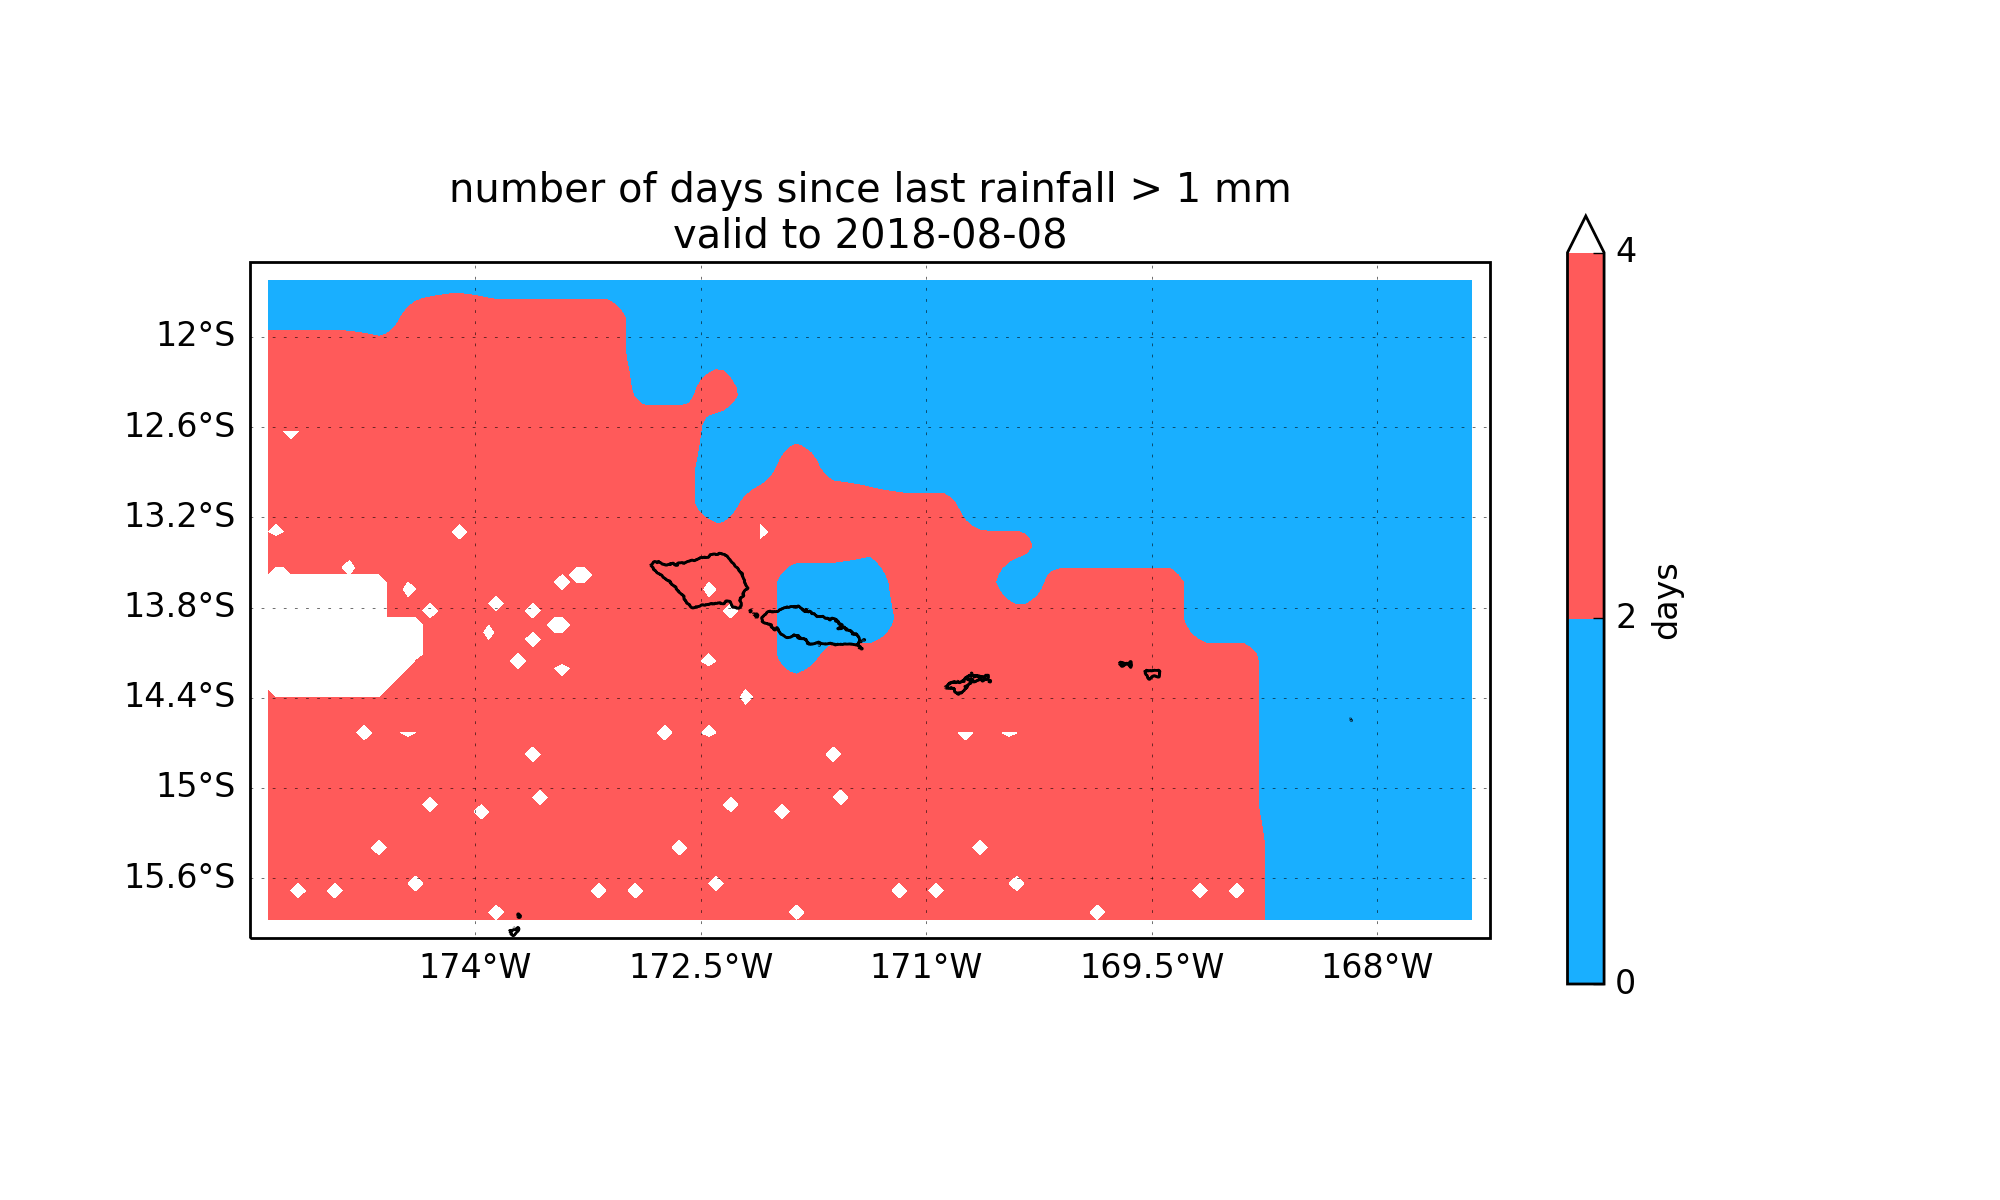 number of days since last rainfall > 1 mm
valid to 2018-08-08
12°S
12.6°S
13.2°S
13.8°S
14.4°S
15°S
15.6°S
174°W
172.5°W
171°W
169.5°W
168°W
4
2
0
days